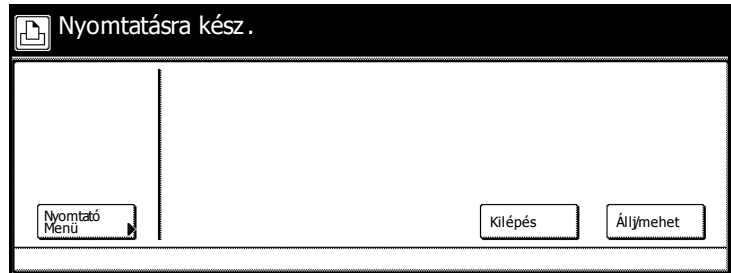 Nyomtatásra kész.
Nyomtató
Menü
Kilépés
Állj/mehet